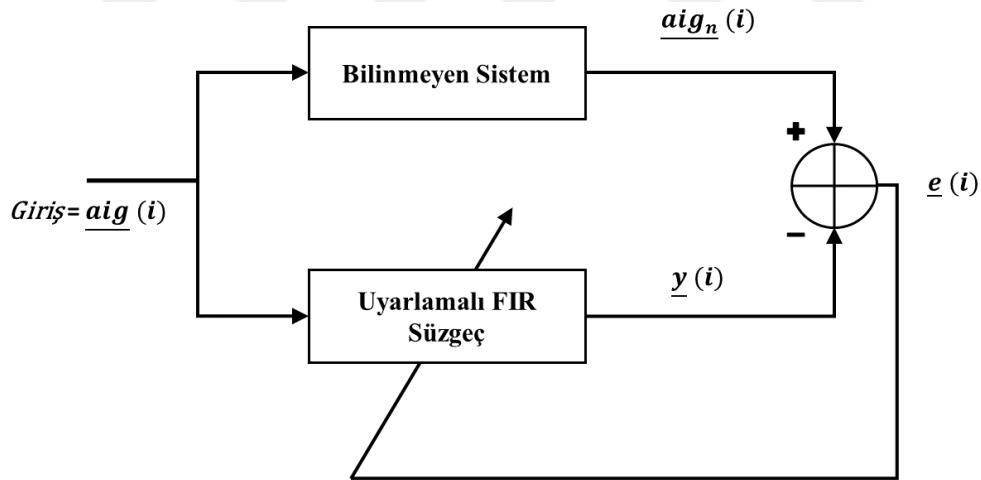 aig_n (i)
Bilinmeyen Sistem
+
e (i)
Giriş= aig (i)
−
y (i)
Uyarlamalı FIR
Süzgeç